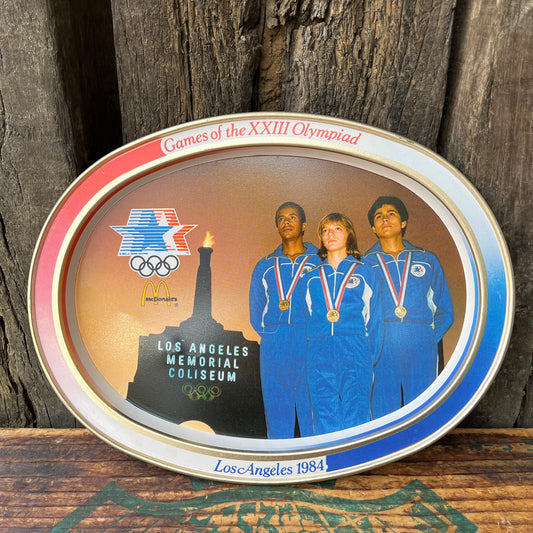 Games of the XXIII Olympiad
McDonald's
LOS ANGELES
MEMORIAL
COLISEUM
Los Angeles 1984